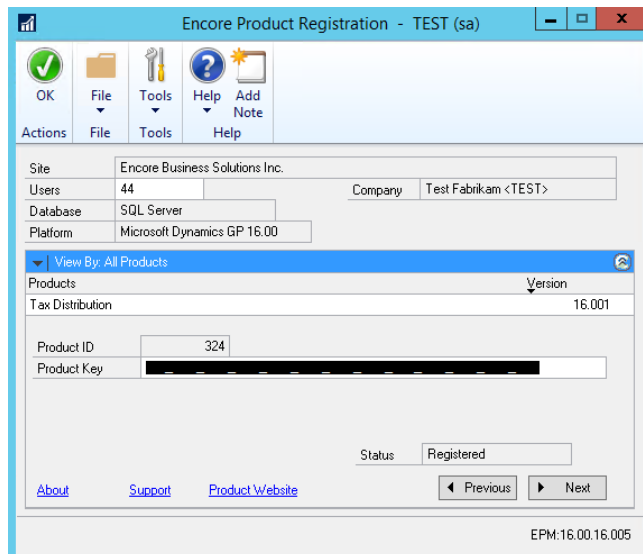 Encore Product Registration - TEST (sa)
OK File Tools Help Add Note
Actions File Tools Help
Site Encore Business Solutions Inc.
Users 44 Company Test Fabrikam <TEST>
Database SQL Server
Platform Microsoft Dynamics GP 16.00
View By: All Products
Products Version
Tax Distribution 16.001
Product ID 324
Product Key
Status Registered
About Support Product Website Previous Next
EPM:16.00.16.005